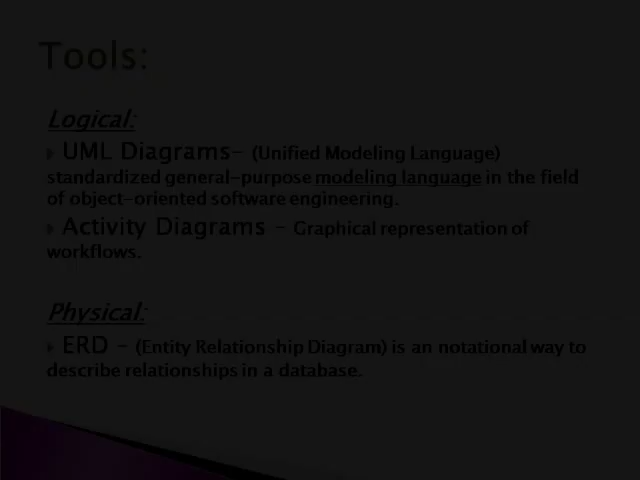 Tools:
Logical:
UML Diagrams– (Unified Modeling Language)
standardized general-purpose modeling language in the field
of object-oriented software engineering.
Activity Diagrams – Graphical representation of
workflows.
Physical:
ERD – (Entity Relationship Diagram) is an notational way to
describe relationships in a database.